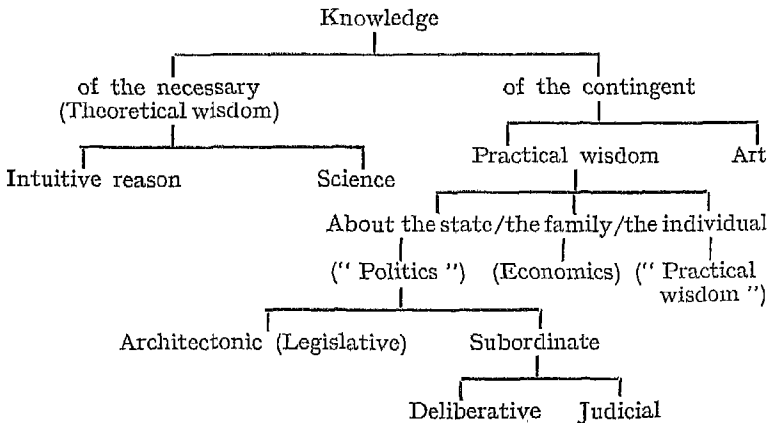 Knowledge
of the necessary of the contingent
(Theoretical wisdom)
Practical wisdom Art
Intuitive reason Science
About the state/the family/the individual
(“ Politics ”) (Economics) (“ Practical
wisdom ”)
Architectonic (Legislative) Subordinate
Deliberative Judicial